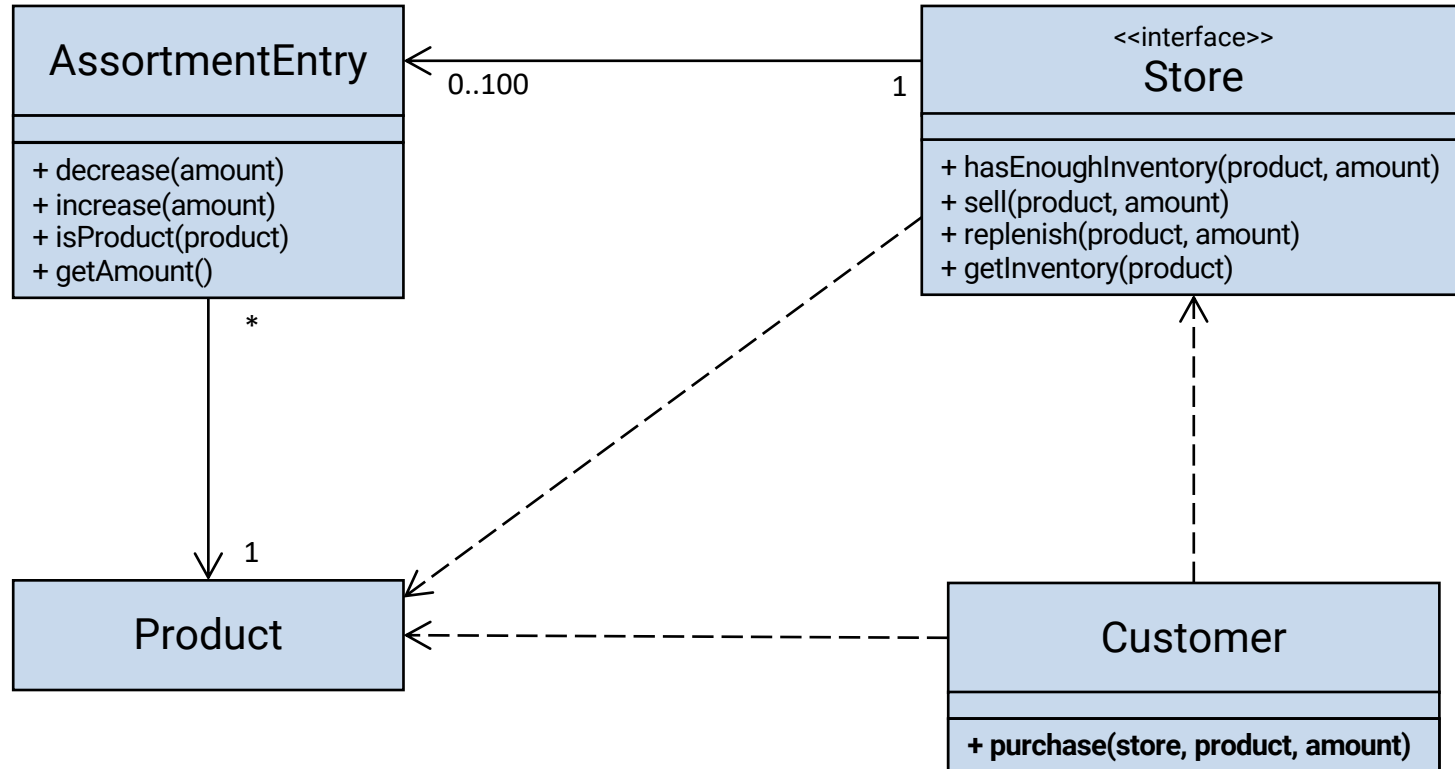 AssortmentEntry
+ decrease(amount)
+ increase(amount)
+ isProduct(product)
+ getAmount()
0..100
1
<<interface>>
Store
+ hasEnoughInventory(product, amount)
+ sell(product, amount)
+ replenish(product, amount)
+ getInventory(product)
*
1
Product
Customer
+ purchase(store, product, amount)